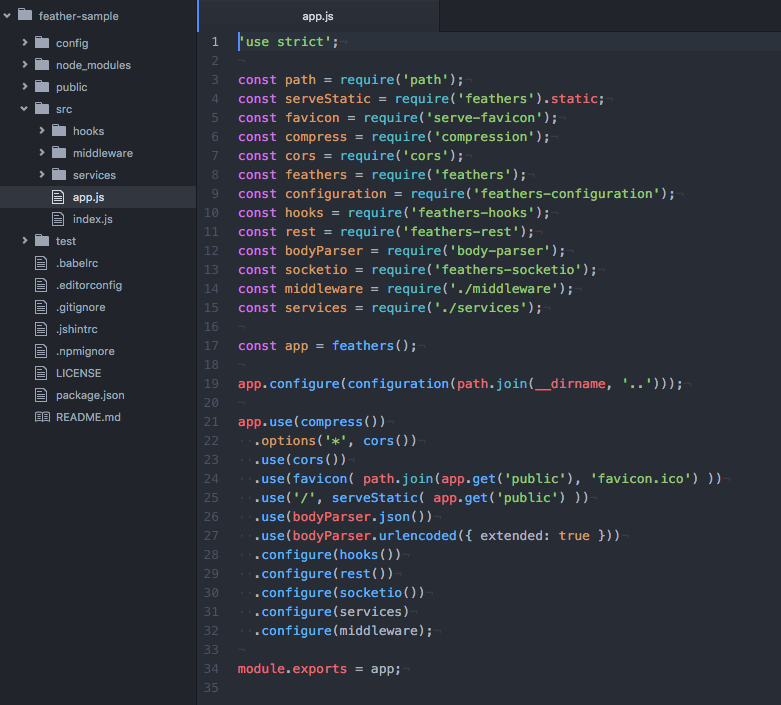 feather-sample
config
node_modules
public
src
hooks
middleware
services
app.js
index.js
test
.babelrc
.editorconfig
.gitignore
.jshintrc
.npmignore
LICENSE
package.json
README.md
app.js
1 'use strict';
2
3 const path = require('path');
4 const serveStatic = require('feathers').static;
5 const favicon = require('serve-favicon');
6 const compress = require('compression');
7 const cors = require('cors');
8 const feathers = require('feathers');
9 const configuration = require('feathers-configuration');
10 const hooks = require('feathers-hooks');
11 const rest = require('feathers-rest');
12 const bodyParser = require('body-parser');
13 const socketio = require('feathers-socketio');
14 const middleware = require('./middleware');
15 const services = require('./services');
16
17 const app = feathers();
18
19 app.configure(configuration(path.join(__dirname, '..')));
20
21 app.use(compress())
22   .options('*', cors())
23   .use(cors())
24   .use(favicon( path.join(app.get('public'), 'favicon.ico') ))
25   .use('/', serveStatic( app.get('public') ))
26   .use(bodyParser.json())
27   .use(bodyParser.urlencoded({ extended: true }))
28   .configure(hooks())
29   .configure(rest())
30   .configure(socketio())
31   .configure(services)
32   .configure(middleware);
33
34 module.exports = app;
35